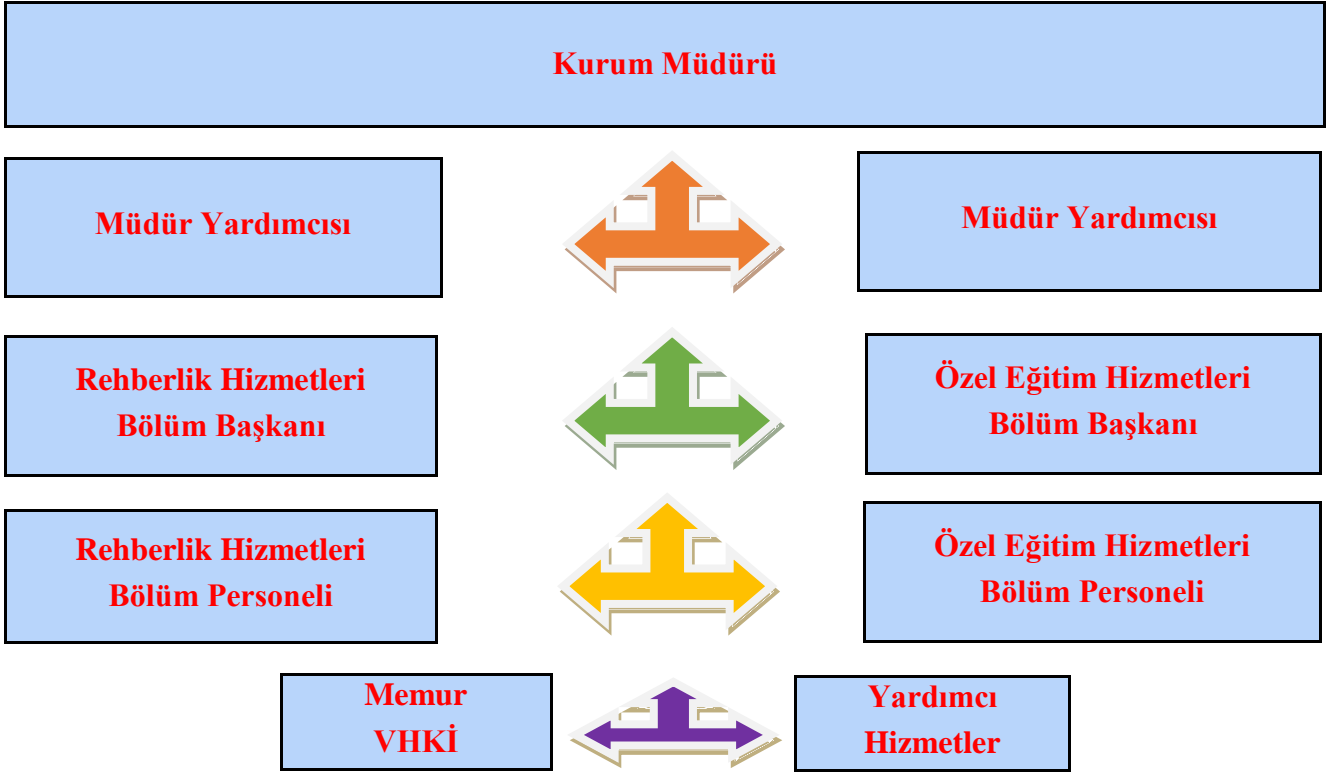 Kurum Müdürü
Müdür Yardımcısı
Müdür Yardımcısı
Rehberlik Hizmetleri
Bölüm Başkanı
Özel Eğitim Hizmetleri
Bölüm Başkanı
Rehberlik Hizmetleri
Bölüm Personeli
Özel Eğitim Hizmetleri
Bölüm Personeli
Memur
VHKİ
Yardımcı
Hizmetler